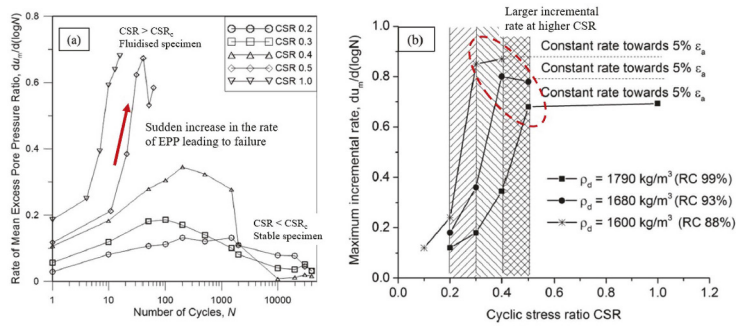 (a)
CSR > CSRc
Fluidised specimen
CSR 0.2
CSR 0.3
CSR 0.4
CSR 0.5
CSR 1.0
Sudden increase in the rate
of EPP leading to failure
CSR < CSRc
Stable specimen
Rate of Mean Excess Pore Pressure Ratio, dum/d(logN)
0.8
0.6
0.4
0.2
0
1
10
100
1000
10000
Number of Cycles, N
Larger incremental
rate at higher CSR
(b)
Constant rate towards 5% εa
Constant rate towards 5% εa
Constant rate towards 5% εa
ρd = 1790 kg/m³ (RC 99%)
ρd = 1680 kg/m³ (RC 93%)
ρd = 1600 kg/m³ (RC 88%)
Maximum incremental rate, dum/d(logN)
1.0
0.8
0.6
0.4
0.2
0.0
0.0
0.2
0.4
0.6
0.8
1.0
1.2
Cyclic stress ratio CSR